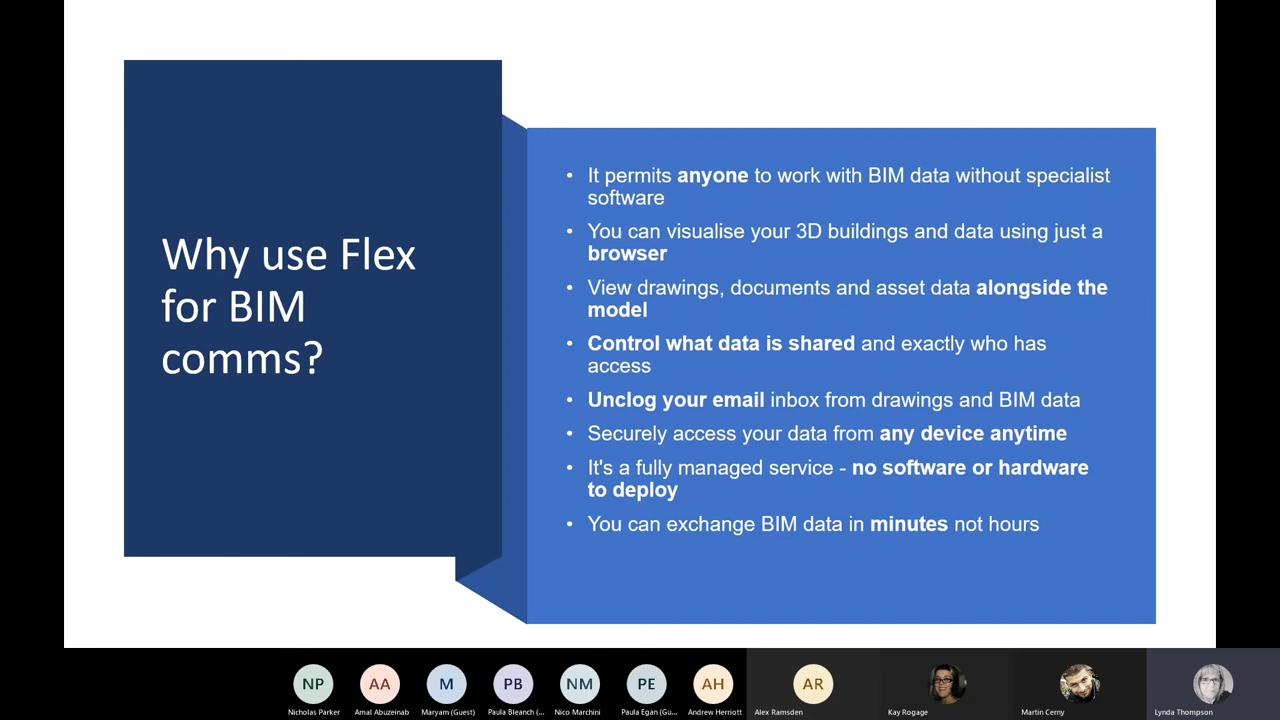 Why use Flex
for BIM
comms?
• It permits anyone to work with BIM data without specialist
software
• You can visualise your 3D buildings and data using just a
browser
• View drawings, documents and asset data alongside the
model
• Control what data is shared and exactly who has
access
• Unclog your email inbox from drawings and BIM data
• Securely access your data from any device anytime
• It's a fully managed service - no software or hardware
to deploy
• You can exchange BIM data in minutes not hours
NP
AA
M
PB
NM
PE
AH
AR
Nicholas Parker
Amal Abuzeinab
Maryam (Guest)
Paula Bleanch (...
Nico Marchini
Paula Egan (Gu...
Andrew Herriott
Alex Ramsden
Kay Rogage
Martin Cerny
Lynda Thompson